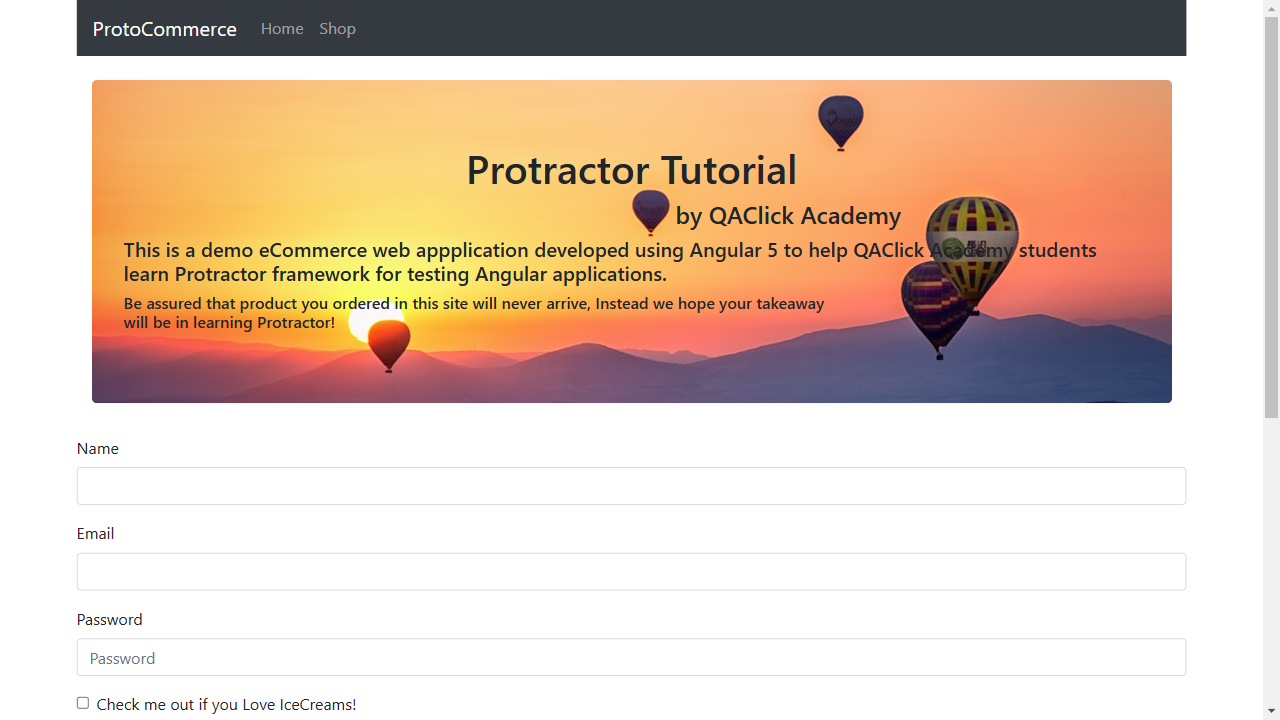 ProtoCommerce Home Shop
Protractor Tutorial
by QAClick Academy
This is a demo eCommerce web appplication developed using Angular 5 to help QAClick Academy students
learn Protractor framework for testing Angular applications.
Be assured that product you ordered in this site will never arrive, Instead we hope your takeaway
will be in learning Protractor!
Name
Email
Password
Password
Check me out if you Love IceCreams!